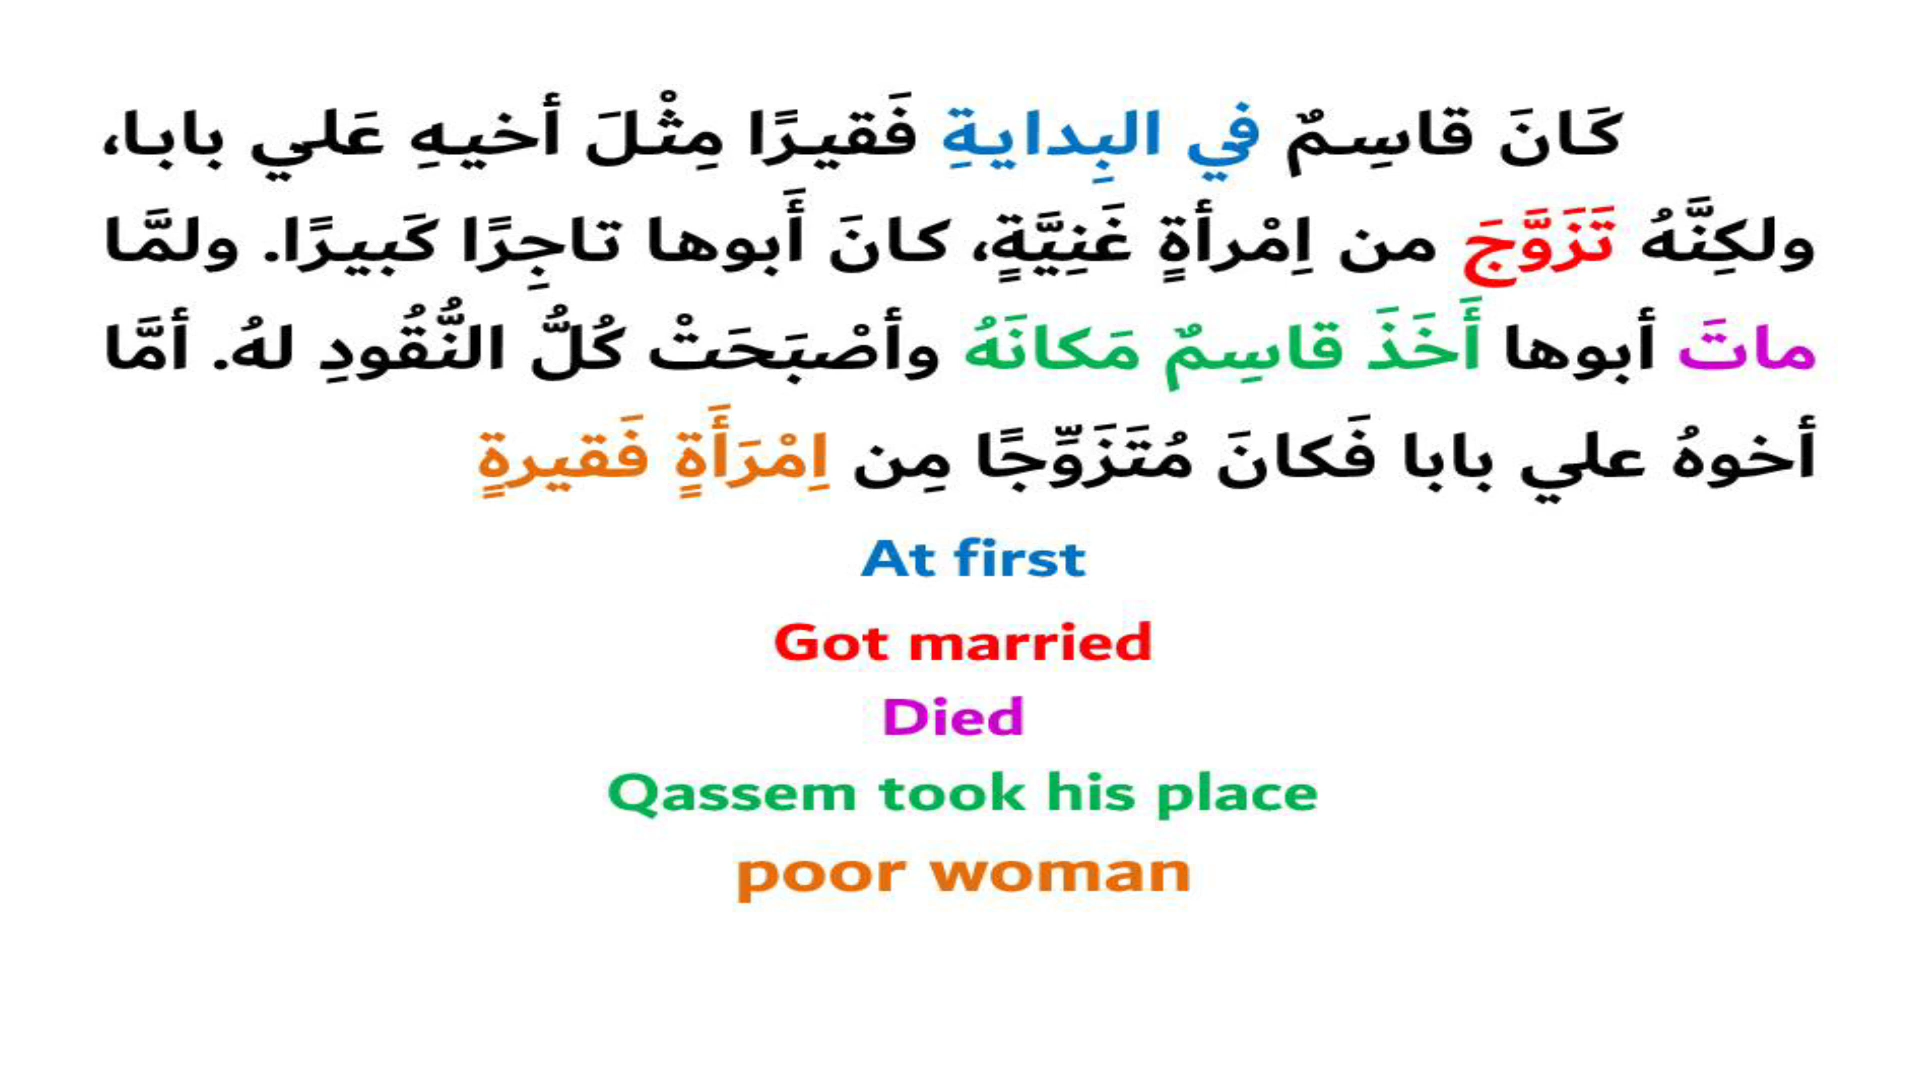 كَانَ قاسِمٌ في البِدايةِ فَقيرًا مِثْلَ أخيهِ عَلي بابا،
ولكِنَّهُ تَزَوَّجَ من اِمْرأةٍ غَنِيَّةٍ، كانَ أَبوها تاجِرًا كَبيرًا. ولمَّا
ماتَ أبوها أَخَذَ قاسِمٌ مَكانَهُ وأصْبَحَتْ كُلُّ النُّقُودِ لهُ. أمَّا
أخوهُ علي بابا فَكانَ مُتَزَوِّجًا مِن اِمْرَأَةٍ فَقيرةٍ
At first
Got married
Died
Qassem took his place
poor woman